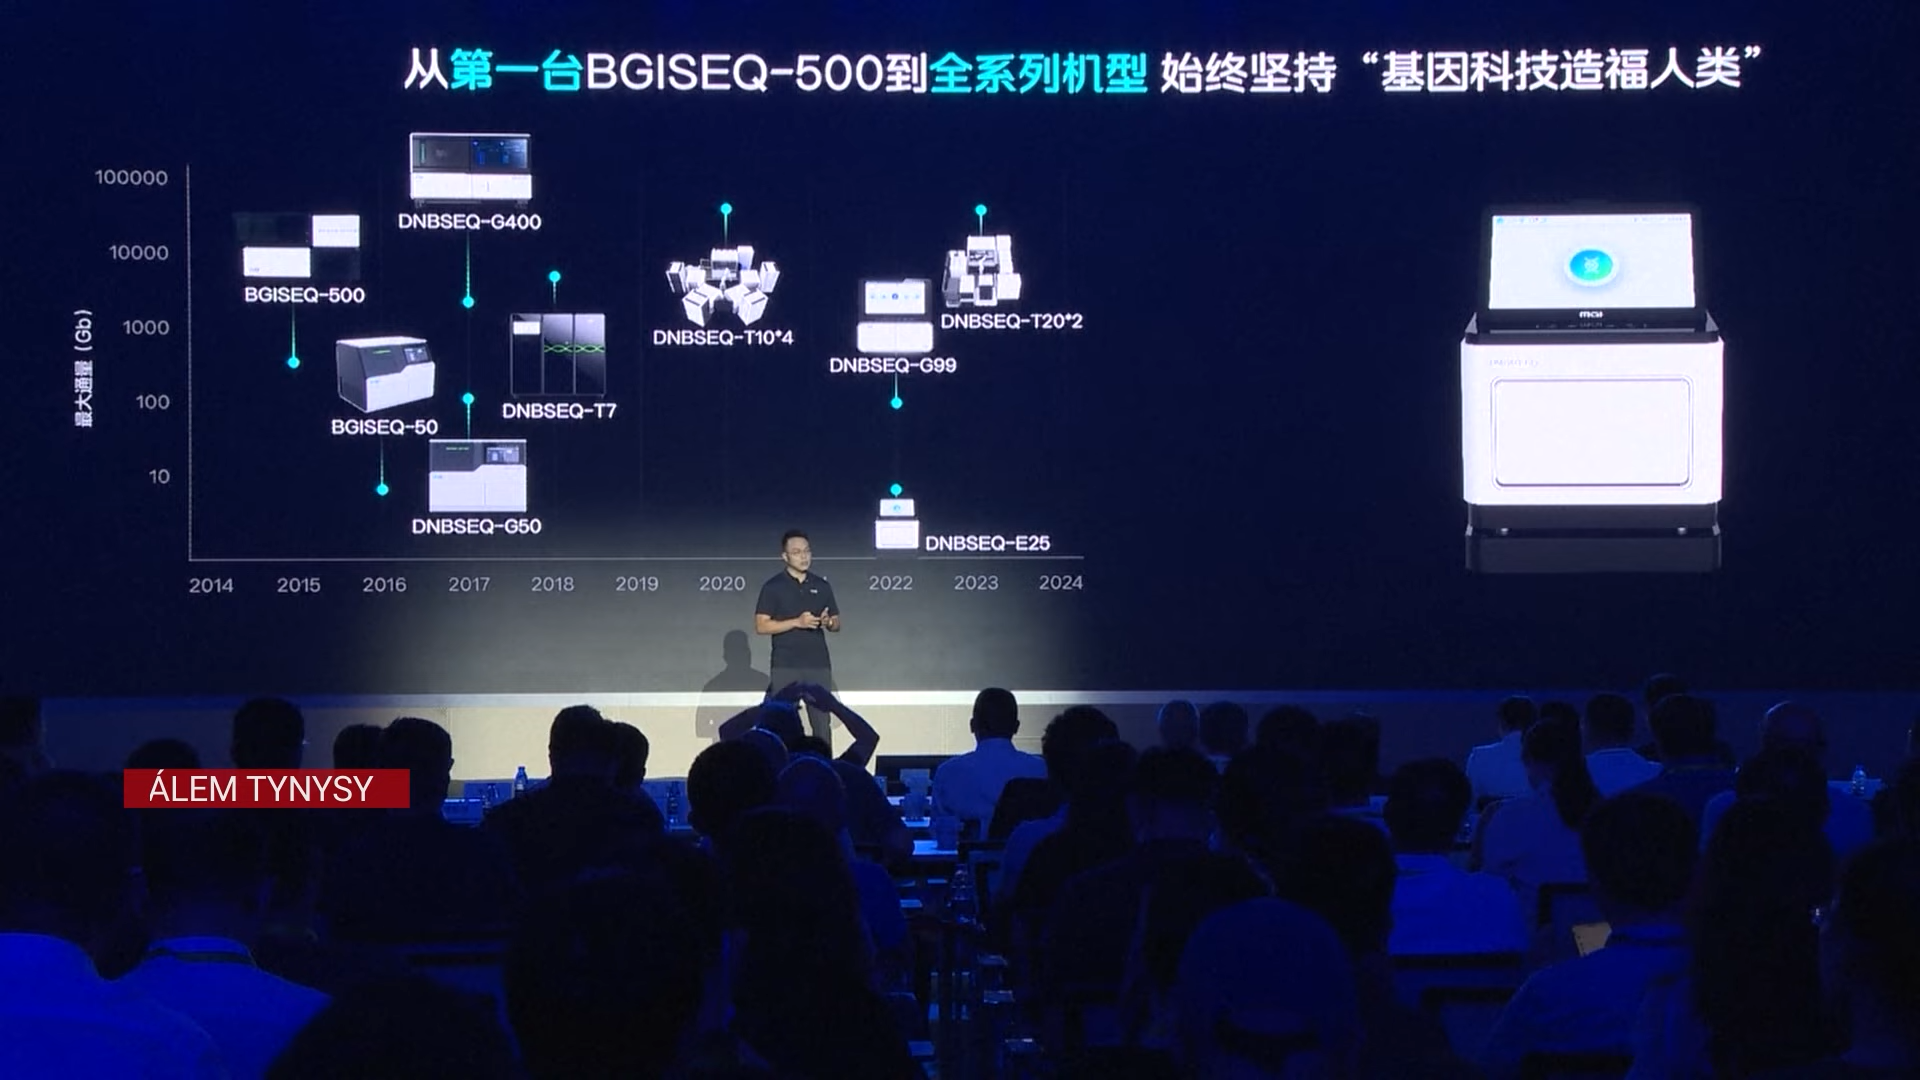 从第一台BGISEQ-500到全系列机型 始终坚持 “基因科技造福人类”
最大通量 (Gb)
100000
10000
1000
100
10
DNBSEQ-G400
BGISEQ-500
BGISEQ-50
DNBSEQ-G50
DNBSEQ-T7
DNBSEQ-T10*4
DNBSEQ-G99
DNBSEQ-T20*2
DNBSEQ-E25
2014 2015 2016 2017 2018 2019 2020 2022 2023 2024
MGI
ÁLEM TYNYSY